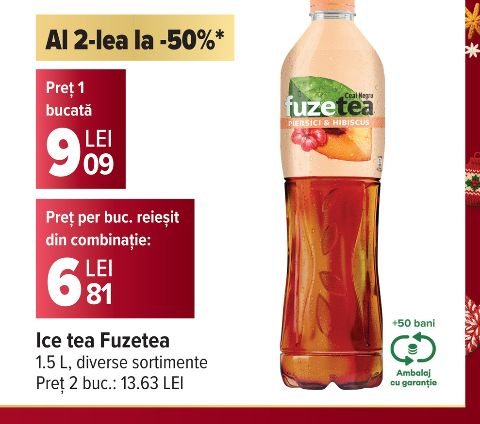 Al 2-lea la -50%*
Preț 1
bucată
9 LEI 09
Preț per buc. reieșit
din combinație:
6 LEI 81
Ice tea Fuzetea
1.5 L, diverse sortimente
Preț 2 buc.: 13.63 LEI
Ceai Negru
fuzetea
PIERSICI & HIBISCUS
+50 bani
Ambalaj
cu garanție